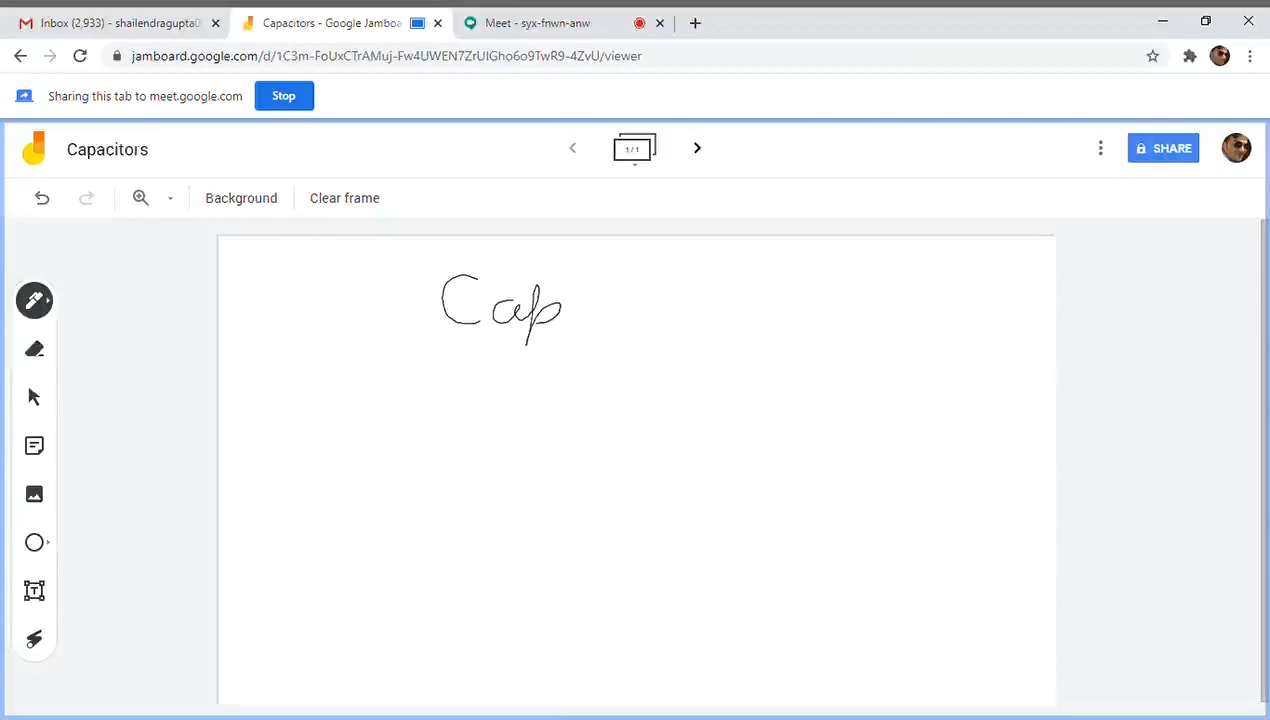 Inbox (2,933) - shailendragupta0
Capacitors - Google Jamboa
Meet - syx-fnwn-anw
jamboard.google.com/d/1C3m-FoUxCTrAMuj-Fw4UWEN7ZrUIGho6o9TwR9-4ZvU/viewer
Sharing this tab to meet.google.com Stop
Capacitors
1/1
SHARE
Background
Clear frame
Cap
T